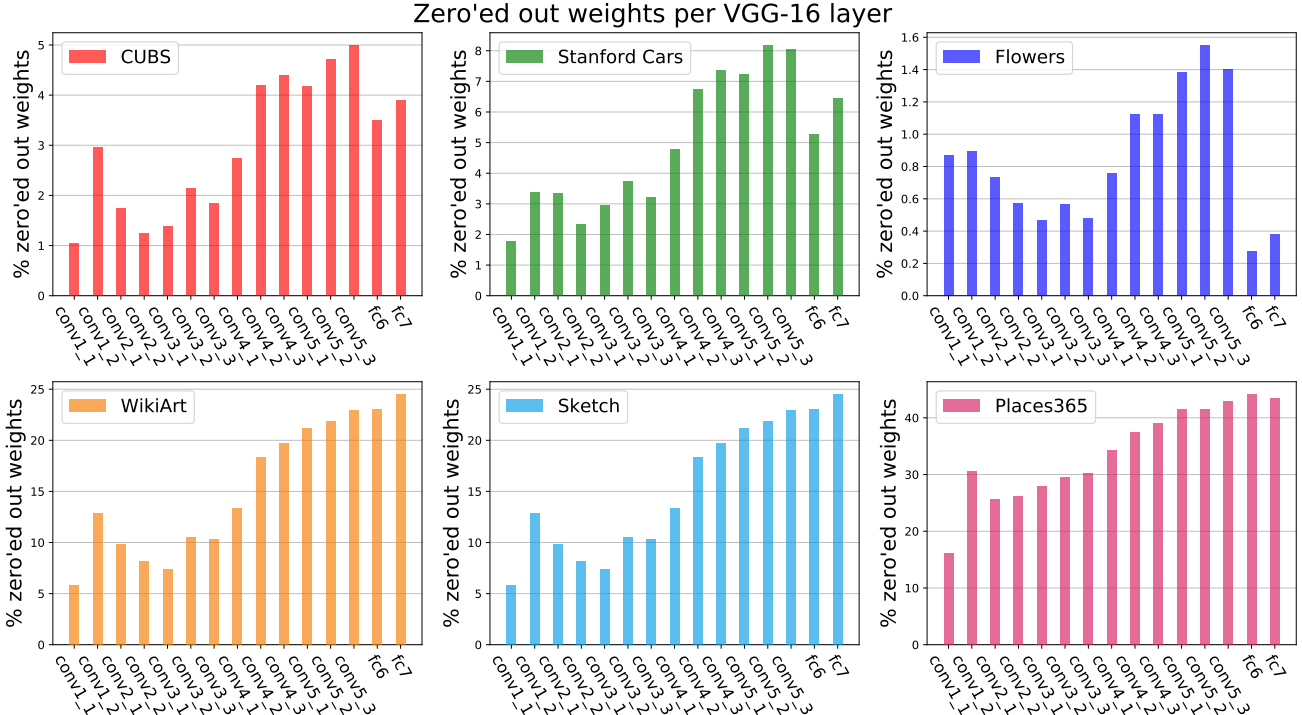 Zero'ed out weights per VGG-16 layer
% zero'ed out weights
5
4
3
2
1
0
CUBS
conv1_1
conv1_2
conv2_1
conv2_2
conv3_1
conv3_2
conv3_3
conv4_1
conv4_2
conv4_3
conv5_1
conv5_2
conv5_3
fc6
fc7
% zero'ed out weights
8
7
6
5
4
3
2
1
0
Stanford Cars
conv1_1
conv1_2
conv2_1
conv2_2
conv3_1
conv3_2
conv3_3
conv4_1
conv4_2
conv4_3
conv5_1
conv5_2
conv5_3
fc6
fc7
% zero'ed out weights
1.6
1.4
1.2
1.0
0.8
0.6
0.4
0.2
0.0
Flowers
conv1_1
conv1_2
conv2_1
conv2_2
conv3_1
conv3_2
conv3_3
conv4_1
conv4_2
conv4_3
conv5_1
conv5_2
conv5_3
fc6
fc7
% zero'ed out weights
25
20
15
10
5
0
WikiArt
conv1_1
conv1_2
conv2_1
conv2_2
conv3_1
conv3_2
conv3_3
conv4_1
conv4_2
conv4_3
conv5_1
conv5_2
conv5_3
fc6
fc7
% zero'ed out weights
25
20
15
10
5
0
Sketch
conv1_1
conv1_2
conv2_1
conv2_2
conv3_1
conv3_2
conv3_3
conv4_1
conv4_2
conv4_3
conv5_1
conv5_2
conv5_3
fc6
fc7
% zero'ed out weights
40
30
20
10
0
Places365
conv1_1
conv1_2
conv2_1
conv2_2
conv3_1
conv3_2
conv3_3
conv4_1
conv4_2
conv4_3
conv5_1
conv5_2
conv5_3
fc6
fc7